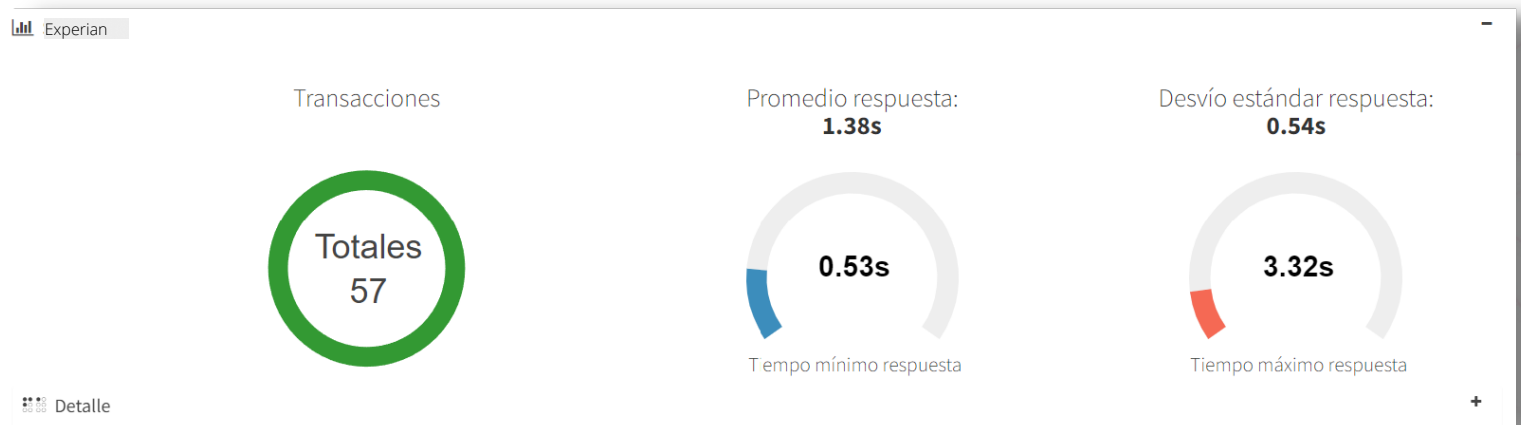 Experian
Transacciones
Totales
57
Promedio respuesta:
1.38s
0.53s
T empo mínimo respuesta
Desvío estándar respuesta:
0.54s
3.32s
Tiempo máximo respuesta
Detalle